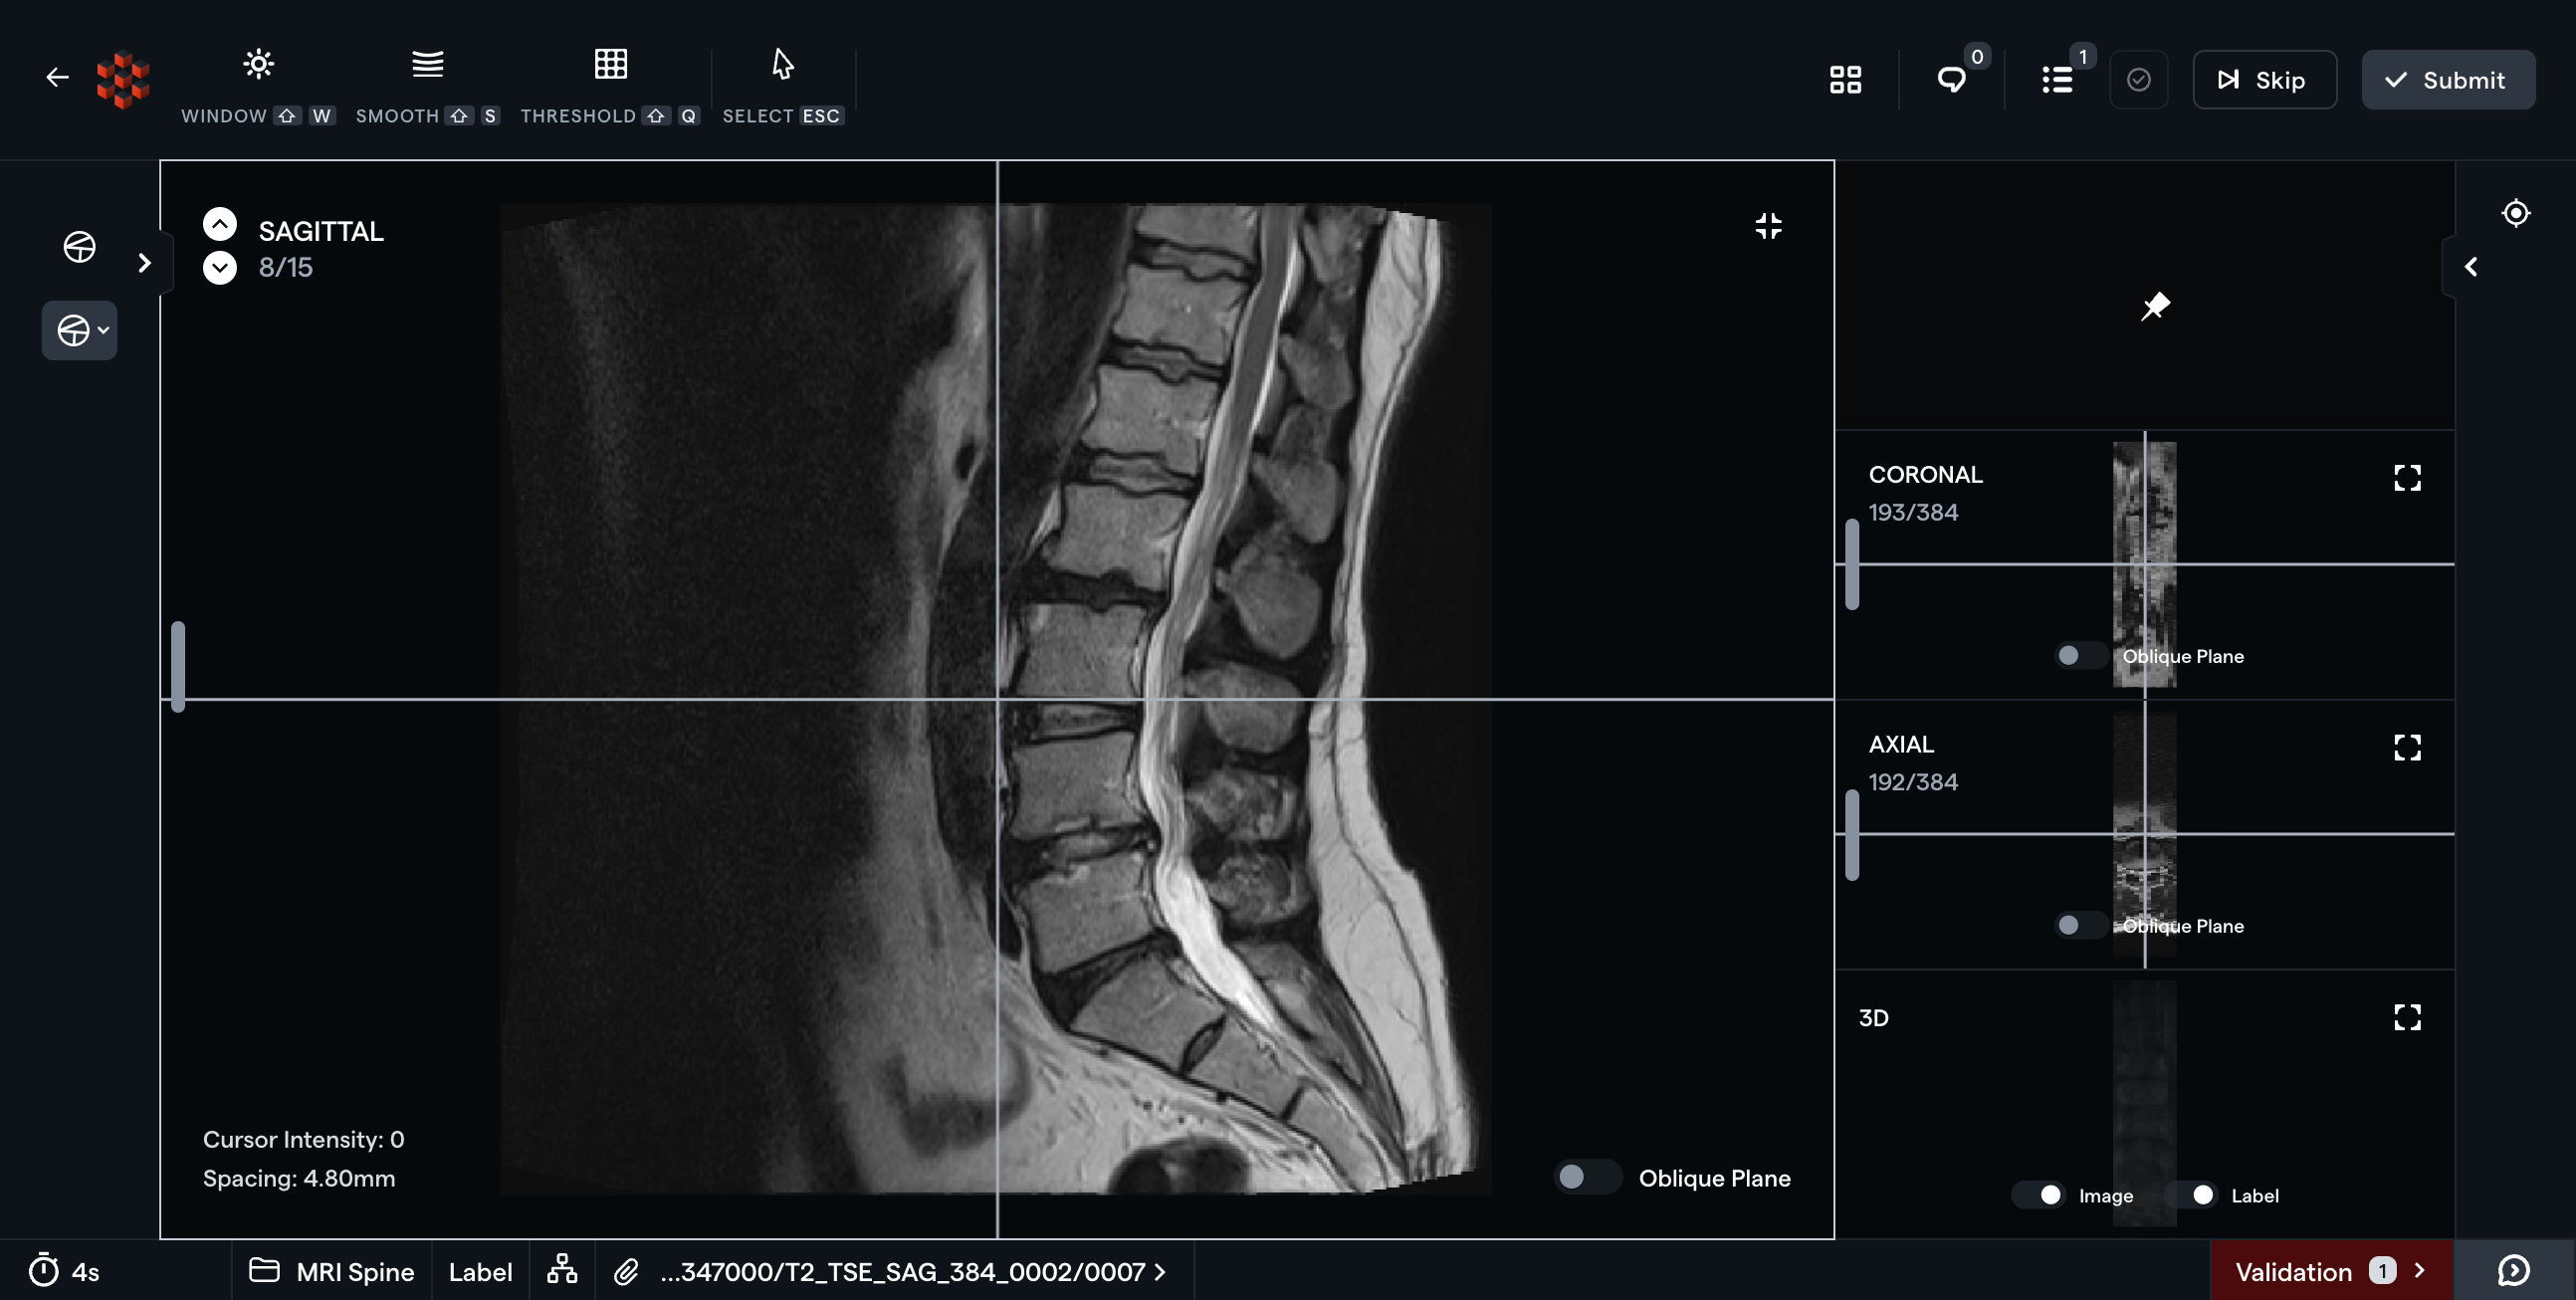 WINDOW ⇧ W SMOOTH ⇧ S THRESHOLD ⇧ Q SELECT ESC
0
1
Skip
Submit
SAGITTAL
8/15
CORONAL
193/384
Oblique Plane
AXIAL
192/384
Oblique Plane
3D
Image Label
Cursor Intensity: 0
Spacing: 4.80mm
Oblique Plane
4s
MRI Spine
Label
...347000/T2_TSE_SAG_384_0002/0007
Validation 1